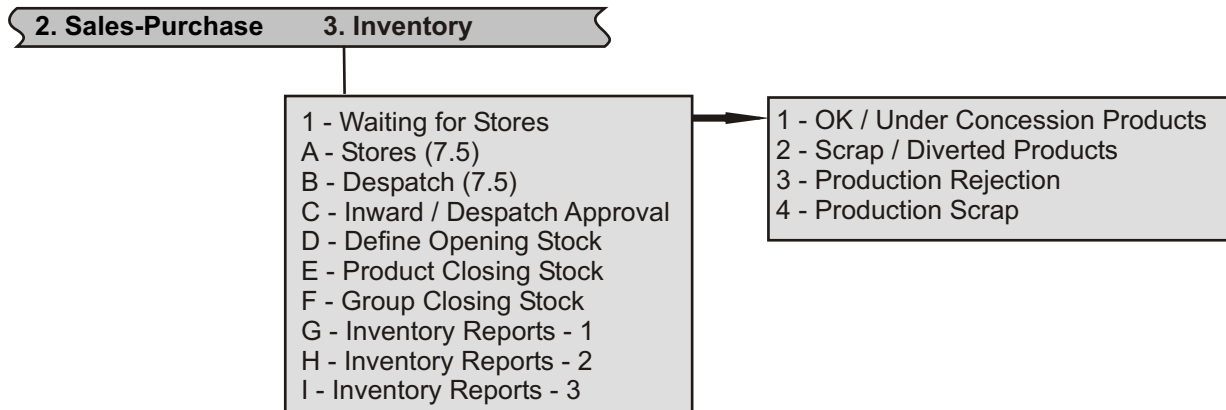 2. Sales-Purchase 3. Inventory
1 - Waiting for Stores
A - Stores (7.5)
B - Despatch (7.5)
C - Inward / Despatch Approval
D - Define Opening Stock
E - Product Closing Stock
F - Group Closing Stock
G - Inventory Reports - 1
H - Inventory Reports - 2
I - Inventory Reports - 3
1 - OK / Under Concession Products
2 - Scrap / Diverted Products
3 - Production Rejection
4 - Production Scrap